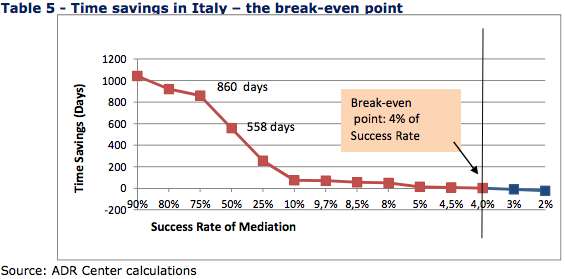 Table 5 - Time savings in Italy – the break-even point
1200
1000
800
600
400
200
0
-200
Time Savings (Days)
860 days
558 days
Break-even
point: 4% of
Success Rate
90% 80% 75% 50% 25% 10% 9,7% 8,5% 8% 5% 4,5% 4,0% 3% 2%
Success Rate of Mediation
Source: ADR Center calculations